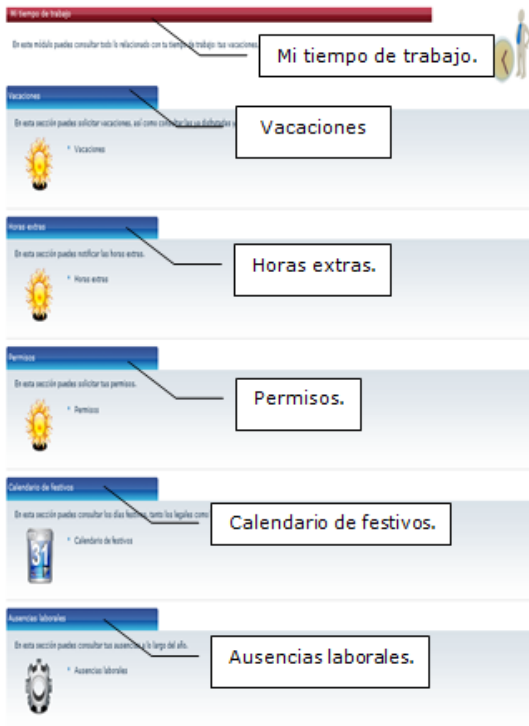 Mi tiempo de trabajo
En este módulo puedes consultar todo lo relacionado con tu tiempo de trabajo: tus vacaciones,
Mi tiempo de trabajo.
Vacaciones
En esta sección puedes solicitar vacaciones, así como consultar las ya disfrutadas y
Vacaciones
* Vacaciones
Horas extras
En esta sección puedes notificar las horas extras.
Horas extras.
* Horas extras
Permisos
En esta sección puedes solicitar tus permisos.
Permisos.
* Permisos
Calendario de festivos
En esta sección puedes consultar los días festivos, tanto los legales como
Calendario de festivos.
31
* Calendario de festivos
Ausencias laborales
En esta sección puedes consultar tus ausencias a lo largo del año.
Ausencias laborales.
* Ausencias laborales